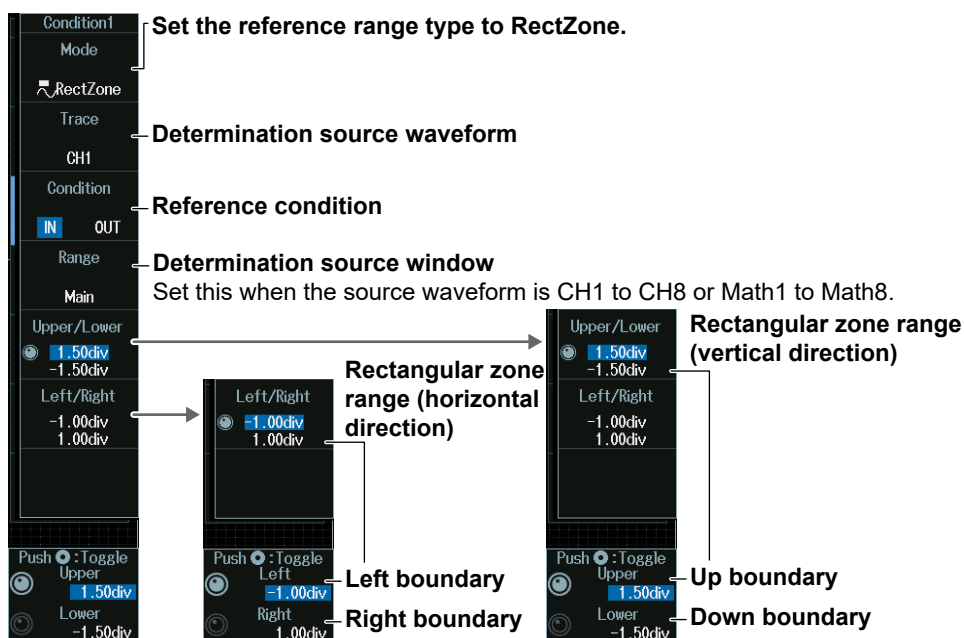 Condition1
Set the reference range type to RectZone.
Mode
RectZone
Trace
Determination source waveform
CH1
Condition
Reference condition
IN OUT
Range
Determination source window
Main
Set this when the source waveform is CH1 to CH8 or Math1 to Math8.
Upper/Lower
1.50div
-1.50div
Left/Right
-1.00div
1.00div
Rectangular zone
range (horizontal
direction)
Left/Right
-1.00div
1.00div
Upper/Lower
1.50div
-1.50div
Rectangular zone range
(vertical direction)
Left/Right
-1.00div
1.00div
Push :Toggle
Upper
1.50div
Lower
-1.50div
Push :Toggle
Left
-1.00div
Left boundary
Right
1.00div
Right boundary
Push :Toggle
Upper
1.50div
Up boundary
Lower
-1.50div
Down boundary